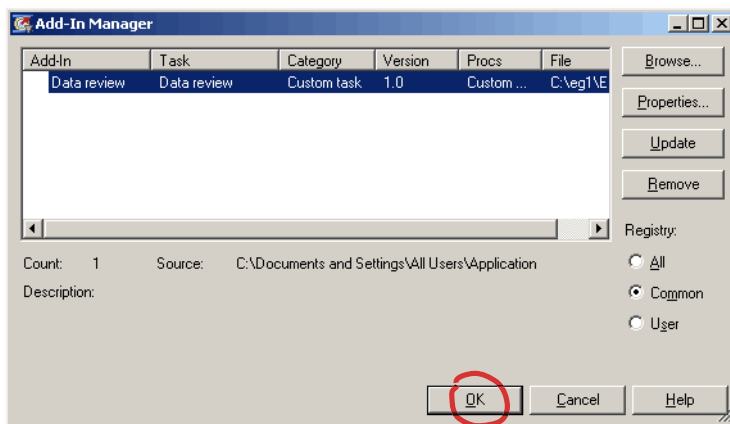 Add-In Manager
Add-In Task Category Version Procs File
Data review Data review Custom task 1.0 Custom ... C:\eg1\E
Browse...
Properties...
Update
Remove
Registry:
All
Common
User
Count: 1 Source: C:\Documents and Settings\All Users\Application
Description:
OK Cancel Help